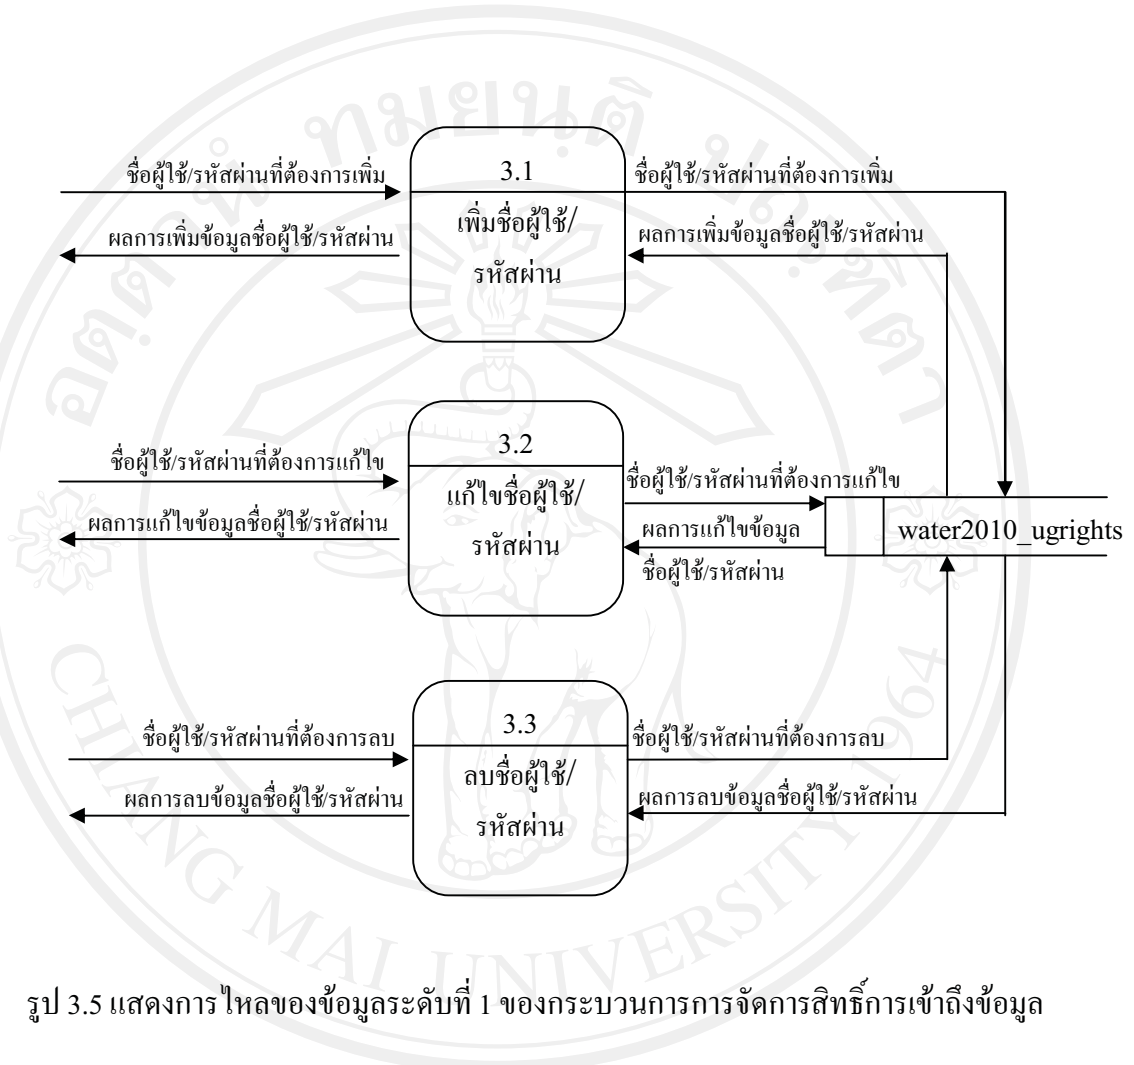 ชื่อผู้ใช้/รหัสผ่านที่ต้องการเพิ่ม
3.1
ชื่อผู้ใช้/รหัสผ่านที่ต้องการเพิ่ม
ผลการเพิ่มข้อมูลชื่อผู้ใช้/รหัสผ่าน
เพิ่มชื่อผู้ใช้/
รหัสผ่าน
ผลการเพิ่มข้อมูลชื่อผู้ใช้/รหัสผ่าน
ชื่อผู้ใช้/รหัสผ่านที่ต้องการแก้ไข
3.2
ชื่อผู้ใช้/รหัสผ่านที่ต้องการแก้ไข
ผลการแก้ไขข้อมูลชื่อผู้ใช้/รหัสผ่าน
แก้ไขชื่อผู้ใช้/
รหัสผ่าน
ผลการแก้ไขข้อมูล
ชื่อผู้ใช้/รหัสผ่าน
water2010_ugrights
ชื่อผู้ใช้/รหัสผ่านที่ต้องการลบ
3.3
ชื่อผู้ใช้/รหัสผ่านที่ต้องการลบ
ผลการลบข้อมูลชื่อผู้ใช้/รหัสผ่าน
ลบชื่อผู้ใช้/
รหัสผ่าน
ผลการลบข้อมูลชื่อผู้ใช้/รหัสผ่าน
รูป 3.5 แสดงการไหลของข้อมูลระดับที่ 1 ของกระบวนการการจัดการสิทธิ์การเข้าถึงข้อมูล
อตฺตานํ ทมยนฺติ ปณฺฑิตา
CHIANG MAI UNIVERSITY 1964